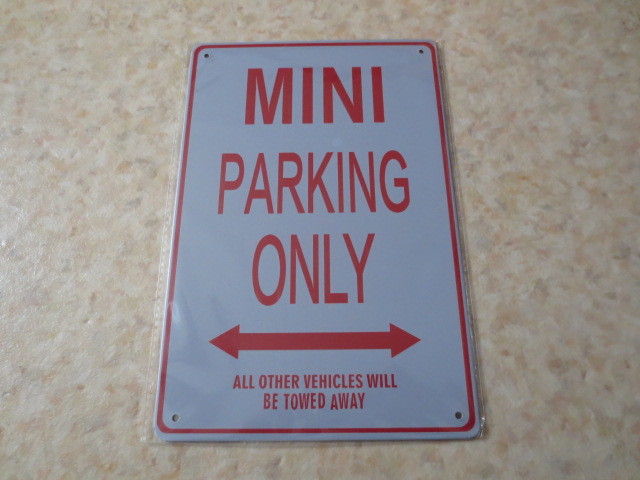 MINI
PARKING
ONLY
ALL OTHER VEHICLES WILL
BE TOWED AWAY